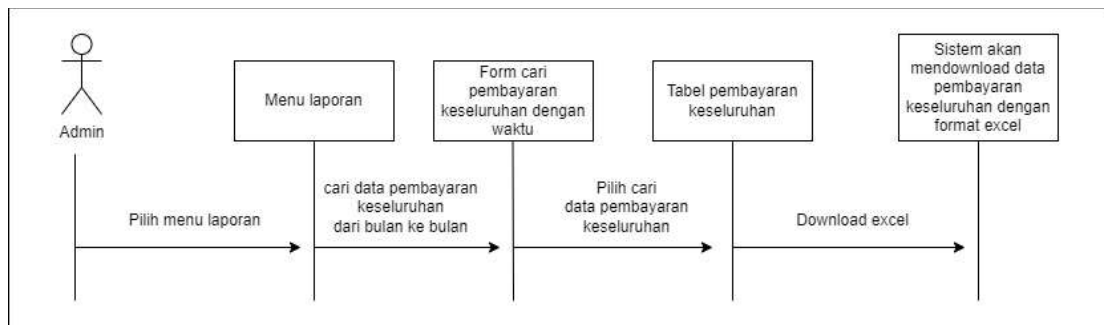 Admin
Menu laporan
Form cari
pembayaran
keseluruhan dengan
waktu
Tabel pembayaran
keseluruhan
Sistem akan
mendownload data
pembayaran
keseluruhan dengan
format excel
Pilih menu laporan
cari data pembayaran
keseluruhan
dari bulan ke bulan
Pilih cari
data pembayaran
keseluruhan
Download excel